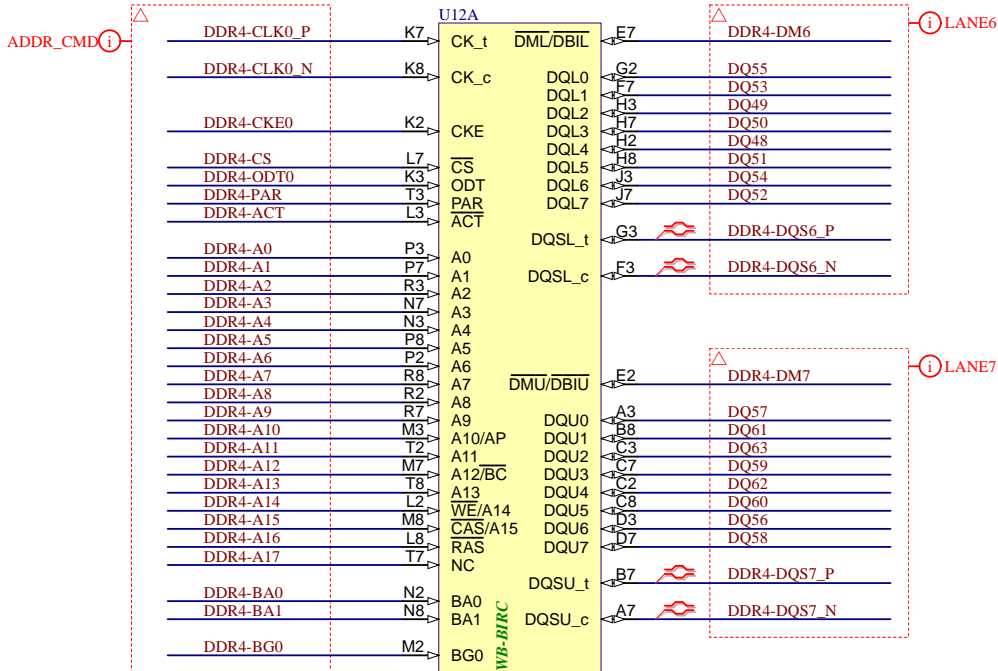 U12A
ADDR_CMD i
i LANE6
DDR4-CLK0_P K7 CK_t DML/DBIL E7 DDR4-DM6
DDR4-CLK0_N K8 CK_c DQL0 G2 DQ55
DQL1 F7 DQ53
DQL2 H3 DQ49
DDR4-CKE0 K2 CKE DQL3 H7 DQ50
DQL4 H2 DQ48
DDR4-CS L7 CS DQL5 H8 DQ51
DDR4-ODT0 K3 ODT DQL6 J3 DQ54
DDR4-PAR T3 PAR DQL7 J7 DQ52
DDR4-ACT L3 ACT
DQSL_t G3 DDR4-DQS6_P
DDR4-A0 P3 A0
DDR4-A1 P7 A1 DQSL_c F3 DDR4-DQS6_N
DDR4-A2 R3 A2
DDR4-A3 N7 A3
DDR4-A4 N3 A4
DDR4-A5 P8 A5
DDR4-A6 P2 A6
i LANE7
DDR4-A7 R8 A7 DMU/DBIU E2 DDR4-DM7
DDR4-A8 R2 A8
DDR4-A9 R7 A9 DQU0 A3 DQ57
DDR4-A10 M3 A10/AP DQU1 B8 DQ61
DDR4-A11 T2 A11 DQU2 C3 DQ63
DDR4-A12 M7 A12/BC DQU3 C7 DQ59
DDR4-A13 T8 A13 DQU4 C2 DQ62
DDR4-A14 L2 WE/A14 DQU5 C8 DQ60
DDR4-A15 M8 CAS/A15 DQU6 D3 DQ56
DDR4-A16 L8 RAS DQU7 D7 DQ58
DDR4-A17 T7 NC
DQSU_t B7 DDR4-DQS7_P
DDR4-BA0 N2 BA0
DDR4-BA1 N8 BA1 DQSU_c A7 DDR4-DQS7_N
DDR4-BG0 M2 BG0
WB-BIRC